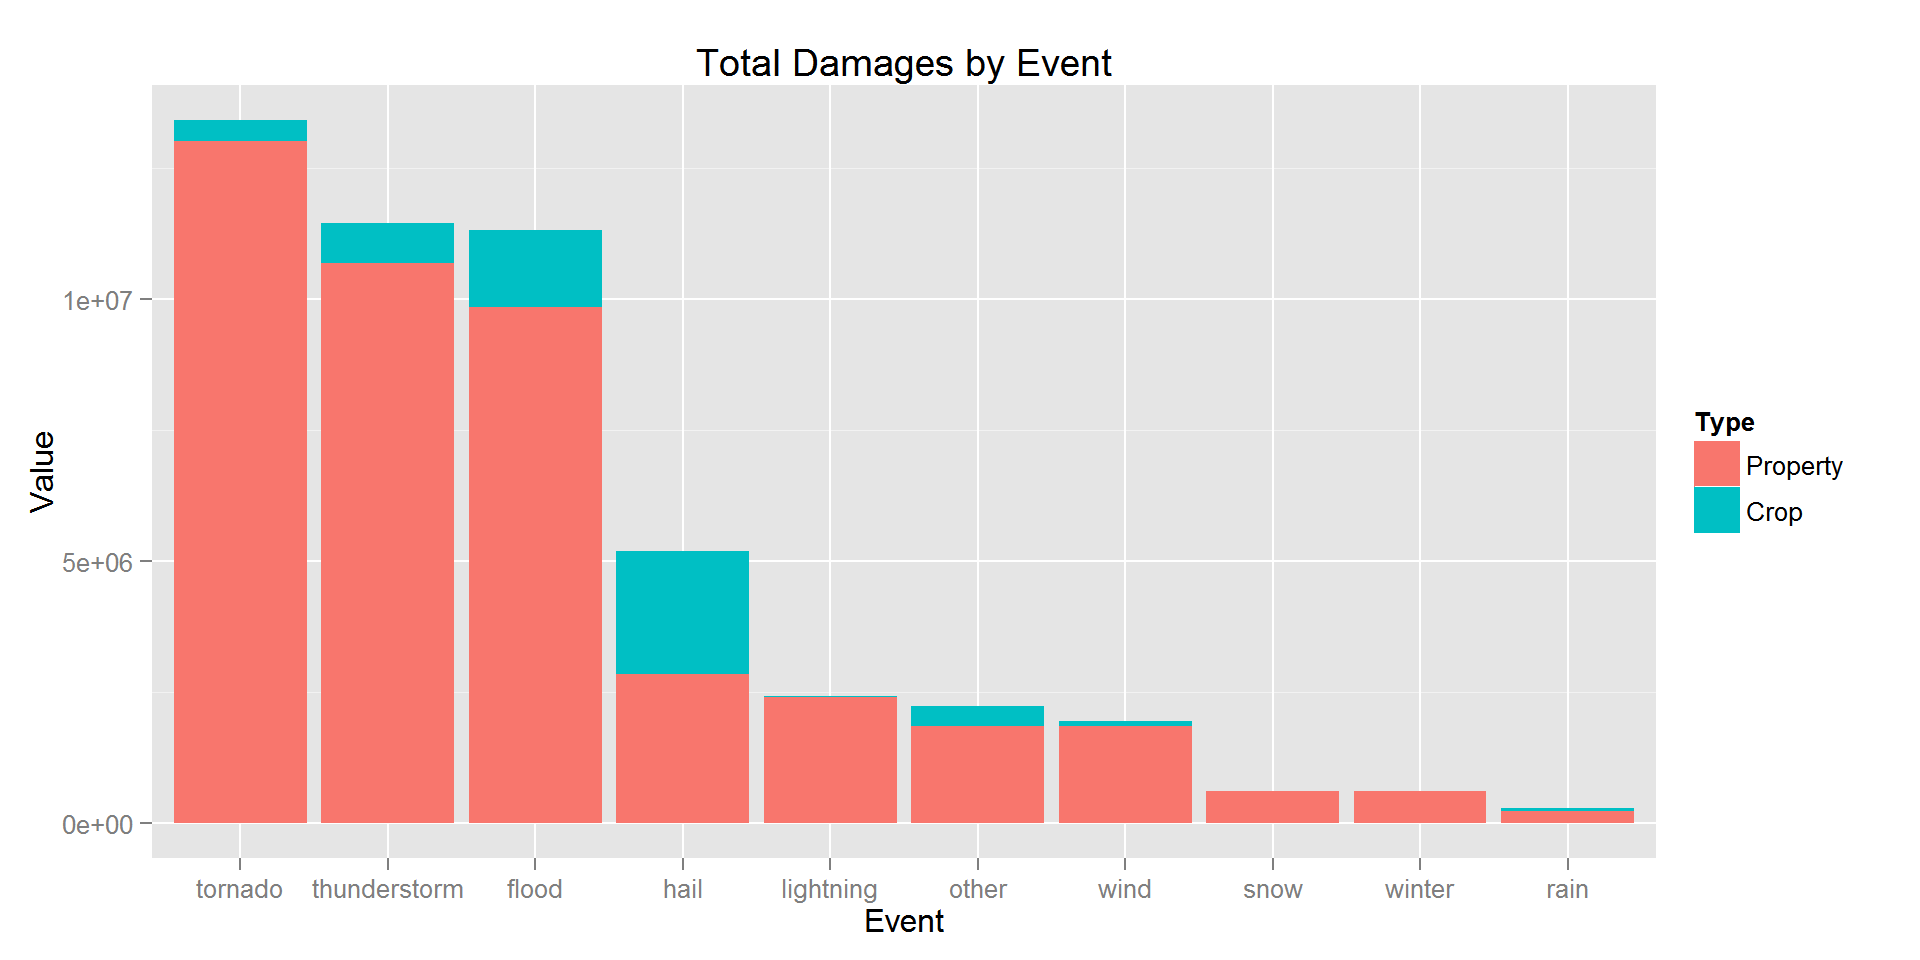 Total Damages by Event
Value
1e+07
5e+06
0e+00
tornado thunderstorm flood hail lightning other wind snow winter rain
Event
Type
Property
Crop